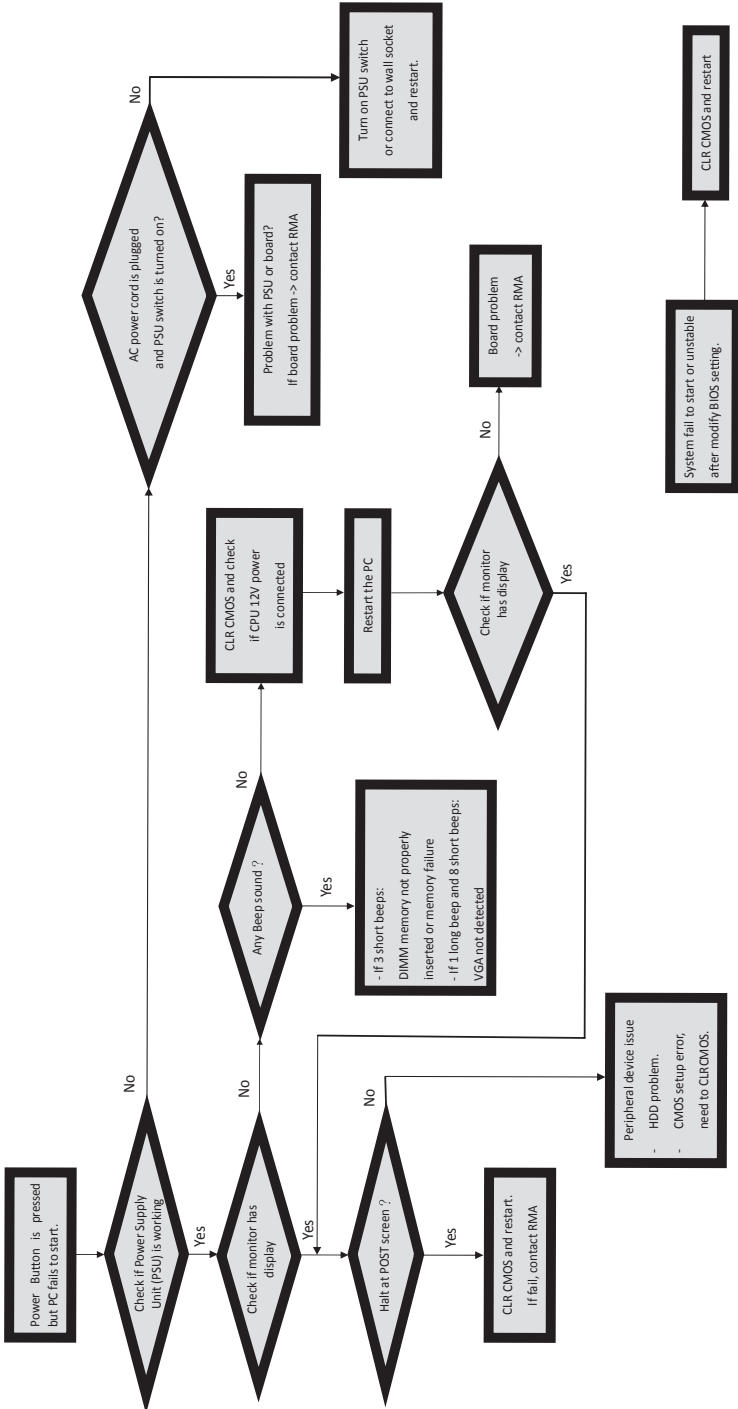 Power Button is pressed
but PC fails to start.
Check if Power Supply
Unit (PSU) is working
No
Yes
AC power cord is plugged
and PSU switch is turned on?
No
Yes
Turn on PSU switch
or connect to wall socket
and restart.
Problem with PSU or board?
If board problem -> contact RMA
Check if monitor has
display
No
Yes
Any Beep sound ?
No
Yes
CLR CMOS and check
if CPU 12V power
is connected
Restart the PC
Check if monitor
has display
No
Yes
Board problem
-> contact RMA
- If 3 short beeps:
DIMM memory not properly
inserted or memory failure
- If 1 long beep and 8 short beeps:
VGA not detected
Halt at POST screen ?
No
Yes
CLR CMOS and restart.
If fail, contact RMA
Peripheral device issue
- HDD problem.
- CMOS setup error,
need to CLRCMOS.
System fail to start or unstable
after modify BIOS setting.
CLR CMOS and restart